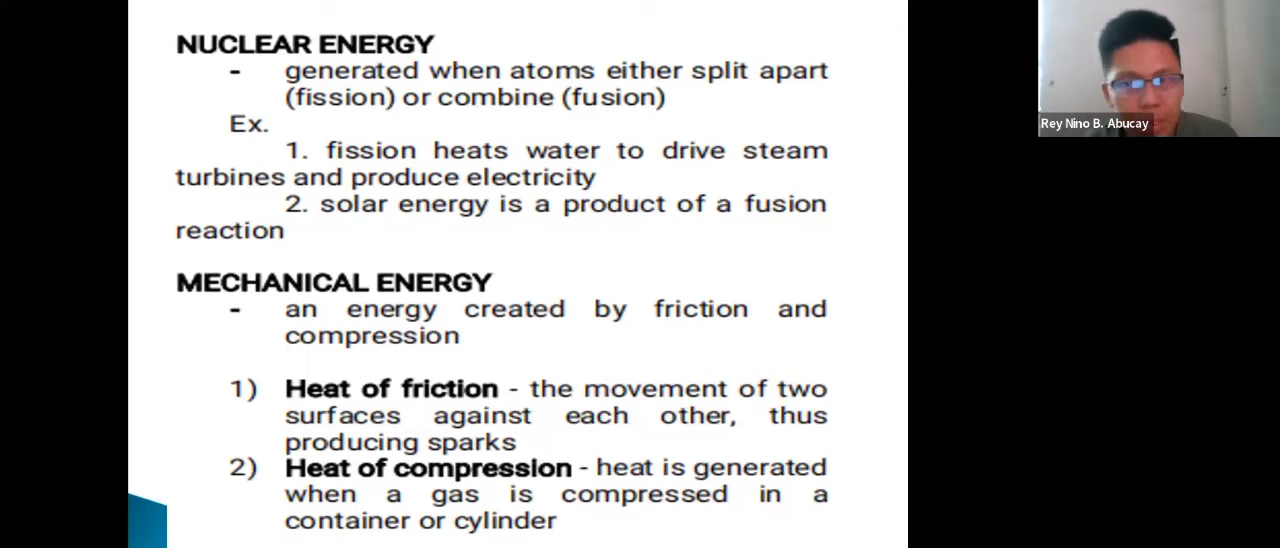 NUCLEAR ENERGY
- generated when atoms either split apart
(fission) or combine (fusion)
Ex.
1. fission heats water to drive steam
turbines and produce electricity
2. solar energy is a product of a fusion
reaction
MECHANICAL ENERGY
- an energy created by friction and
compression
1) Heat of friction - the movement of two
surfaces against each other, thus
producing sparks
2) Heat of compression - heat is generated
when a gas is compressed in a
container or cylinder
Rey Nino B. Abucay